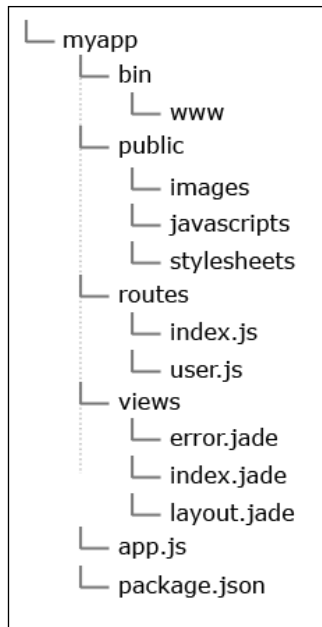 myapp
bin
www
public
images
javascripts
stylesheets
routes
index.js
user.js
views
error.jade
index.jade
layout.jade
app.js
package.json